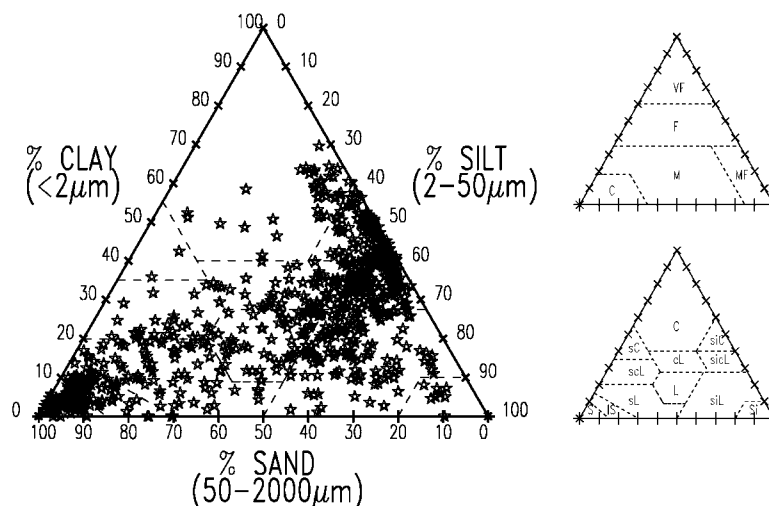 100 0
90 10
80 20
70 30
% CLAY
(<2μm)
% SILT
(2-50μm)
60 40
50 50
40 60
30 70
20 80
10 90
0 100
100 90 80 70 60 50 40 30 20 10 0
% SAND
(50-2000μm)
VF
F
C M MF
C
sC siC
cL sicL
scL
L
S lS sL siL Si